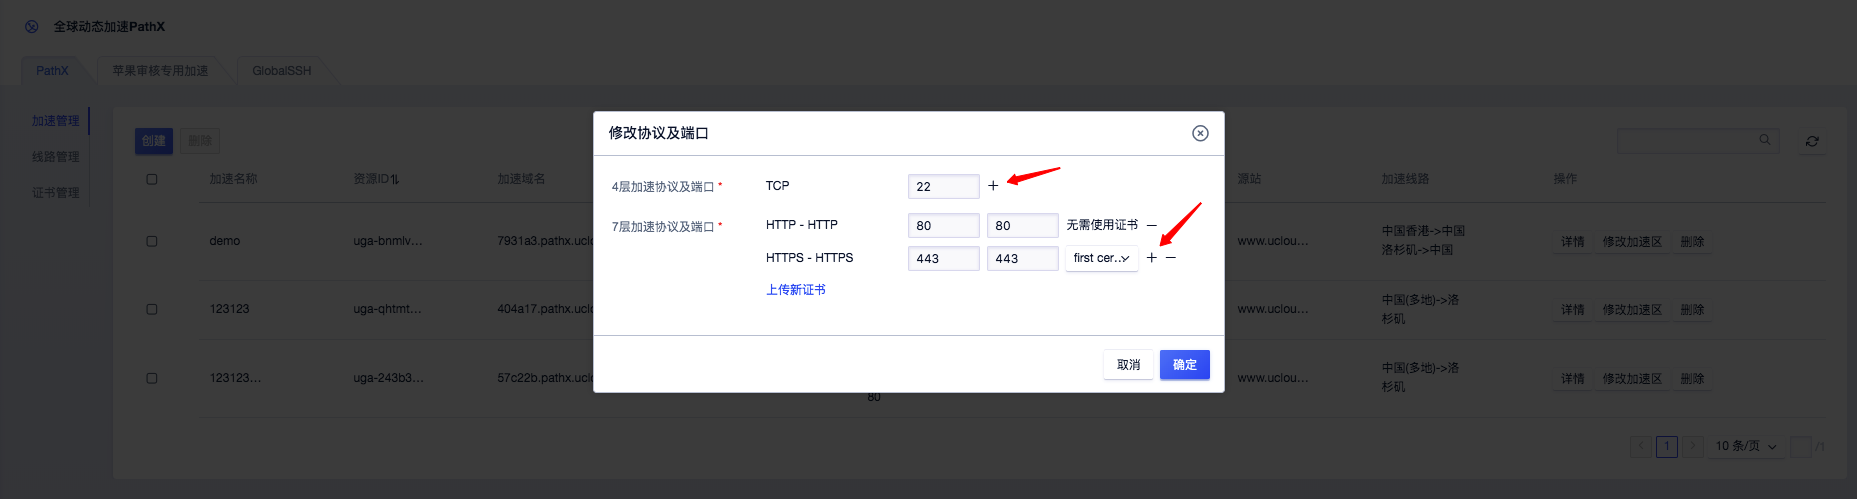 全球动态加速PathX
PathX
苹果审核专用加速
GlobalSSH
加速管理
线路管理
证书管理
创建
删除
加速名称
资源ID
加速域名
源站
加速线路
操作
demo
uga-bnmlv...
7931a3.pathx.uclo
www.uclou...
中国香港->中国
洛杉矶->中国
详情
修改加速区
删除
123123
uga-qhtmt...
404a17.pathx.uclo
www.uclou...
中国(多地)->洛
杉矶
详情
修改加速区
删除
123123...
uga-243b3...
57c22b.pathx.uclo
80
www.uclou...
中国(多地)->洛
杉矶
详情
修改加速区
删除
1
10 条/页
/1
修改协议及端口
4层加速协议及端口 *
TCP
22
+
7层加速协议及端口 *
HTTP - HTTP
80
80
无需使用证书
HTTPS - HTTPS
443
443
first cer...
上传新证书
取消
确定